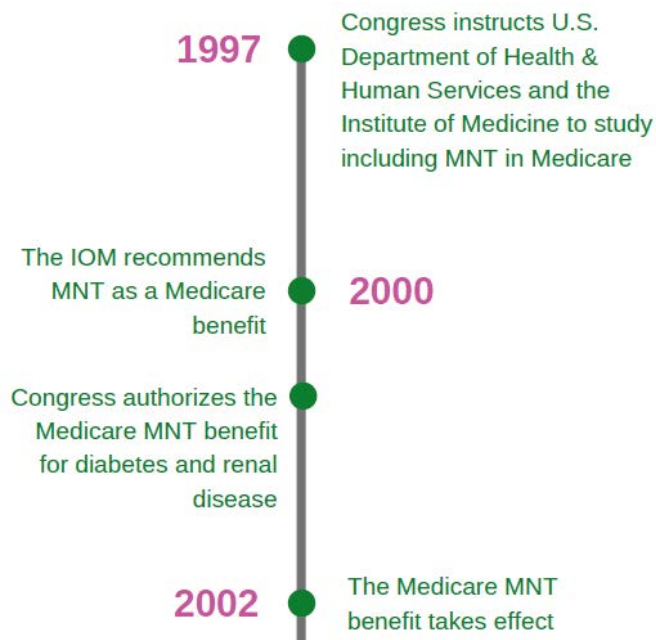 1997
Congress instructs U.S.
Department of Health &
Human Services and the
Institute of Medicine to study
including MNT in Medicare
The IOM recommends
MNT as a Medicare
benefit
2000
Congress authorizes the
Medicare MNT benefit
for diabetes and renal
disease
2002
The Medicare MNT
benefit takes effect